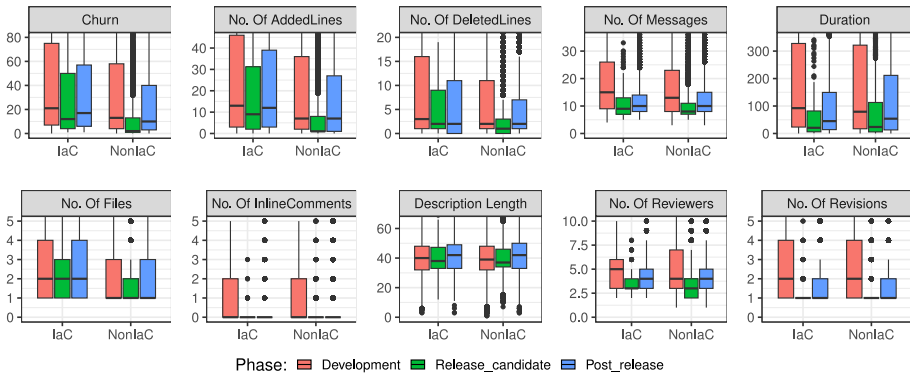 Churn
80
60
40
20
0
IaC NonIaC
No. Of AddedLines
40
30
20
10
0
IaC NonIaC
No. Of DeletedLines
20
15
10
5
0
IaC NonIaC
No. Of Messages
30
20
10
0
IaC NonIaC
Duration
300
200
100
0
IaC NonIaC
No. Of Files
5
4
3
2
1
0
IaC NonIaC
No. Of InlineComments
5
4
3
2
1
0
IaC NonIaC
Description Length
60
40
20
0
IaC NonIaC
No. Of Reviewers
10.0
7.5
5.0
2.5
0.0
IaC NonIaC
No. Of Revisions
5
4
3
2
1
0
IaC NonIaC
Phase: Development Release_candidate Post_release